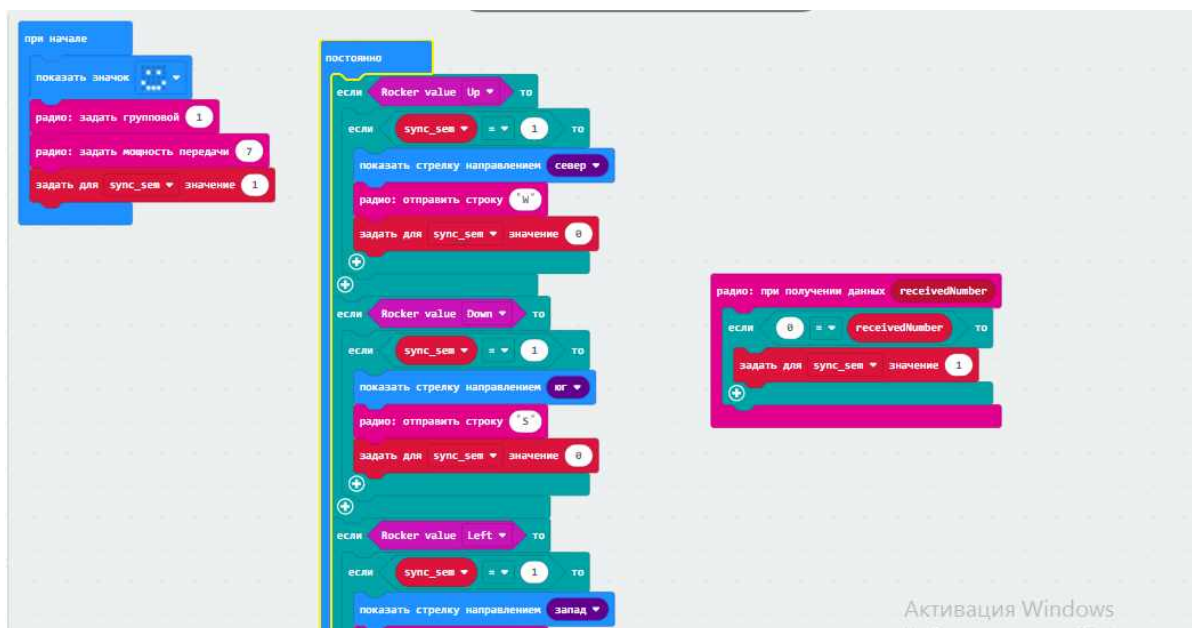 при начале
показать значок
радио: задать групповой 1
радио: задать мощность передачи 7
задать для sync_sem значение 1
постоянно
если Rocker value Up то
если sync_sem = 1 то
показать стрелку направлением север
радио: отправить строку "W"
задать для sync_sem значение 0
если Rocker value Down то
если sync_sem = 1 то
показать стрелку направлением юг
радио: отправить строку "S"
задать для sync_sem значение 0
если Rocker value Left то
если sync_sem = 1 то
показать стрелку направлением запад
радио: при получении данных receivedNumber
если 0 = receivedNumber то
задать для sync_sem значение 1
Активация Windows